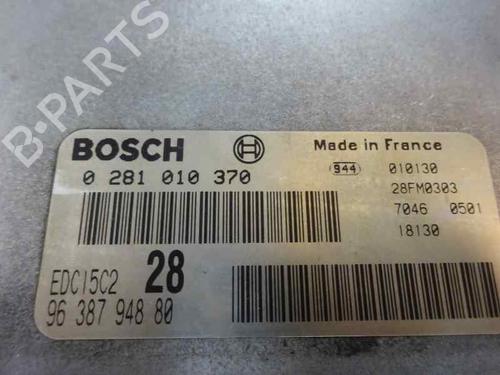 B-PARTS
BOSCH
Made in France
0 281 010 370
944 010130
28FM0303
7046 0501
18130
EDC15C2 28
96 387 948 80